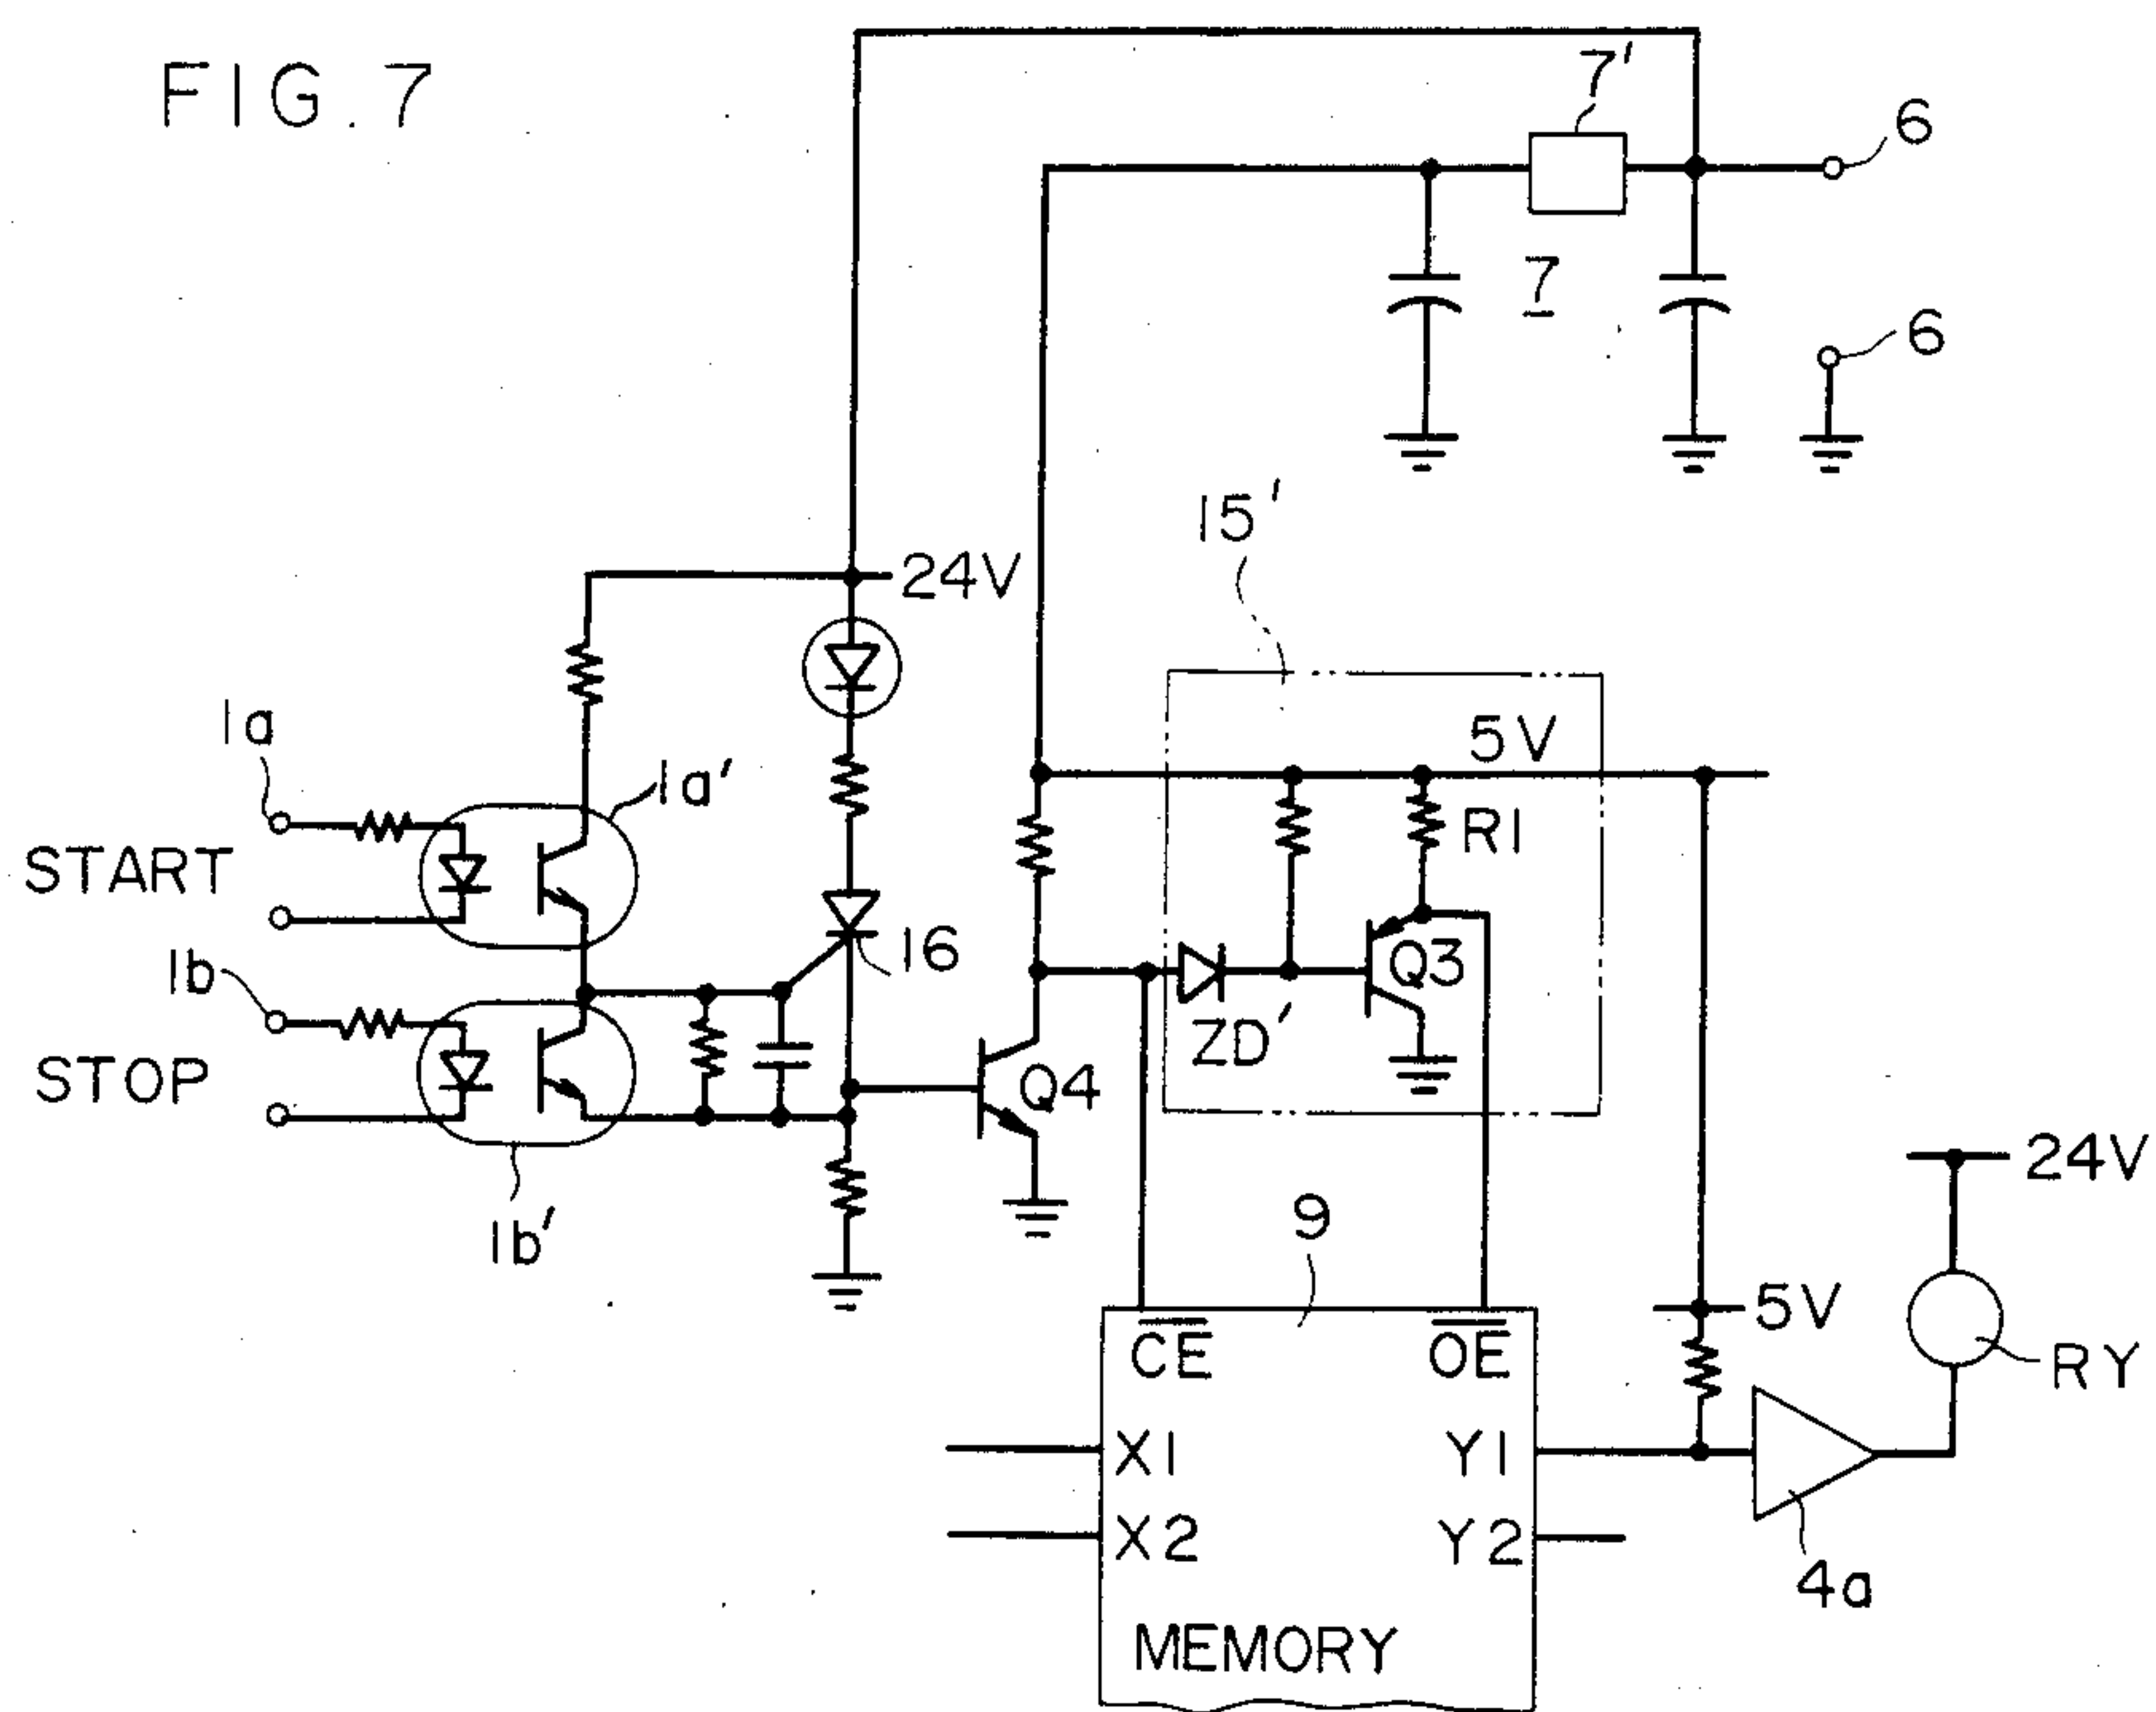 FIG. 7
7'
6
7
6
15'
24V
5V
1a
1a'
R1
START
16
Q3
1b
ZD'
STOP
Q4
24V
1b'
9
5V
CE
OE
RY
X1
Y1
X2
Y2
4a
MEMORY